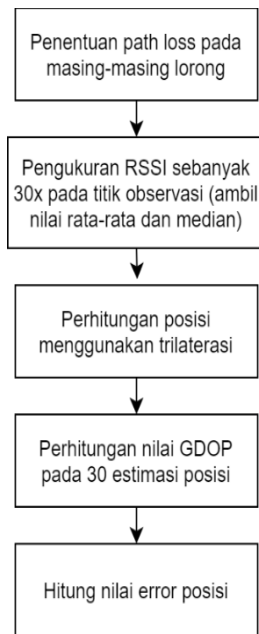 Penentuan path loss pada
masing-masing lorong
Pengukuran RSSI sebanyak
30x pada titik observasi (ambil
nilai rata-rata dan median)
Perhitungan posisi
menggunakan trilaterasi
Perhitungan nilai GDOP
pada 30 estimasi posisi
Hitung nilai error posisi